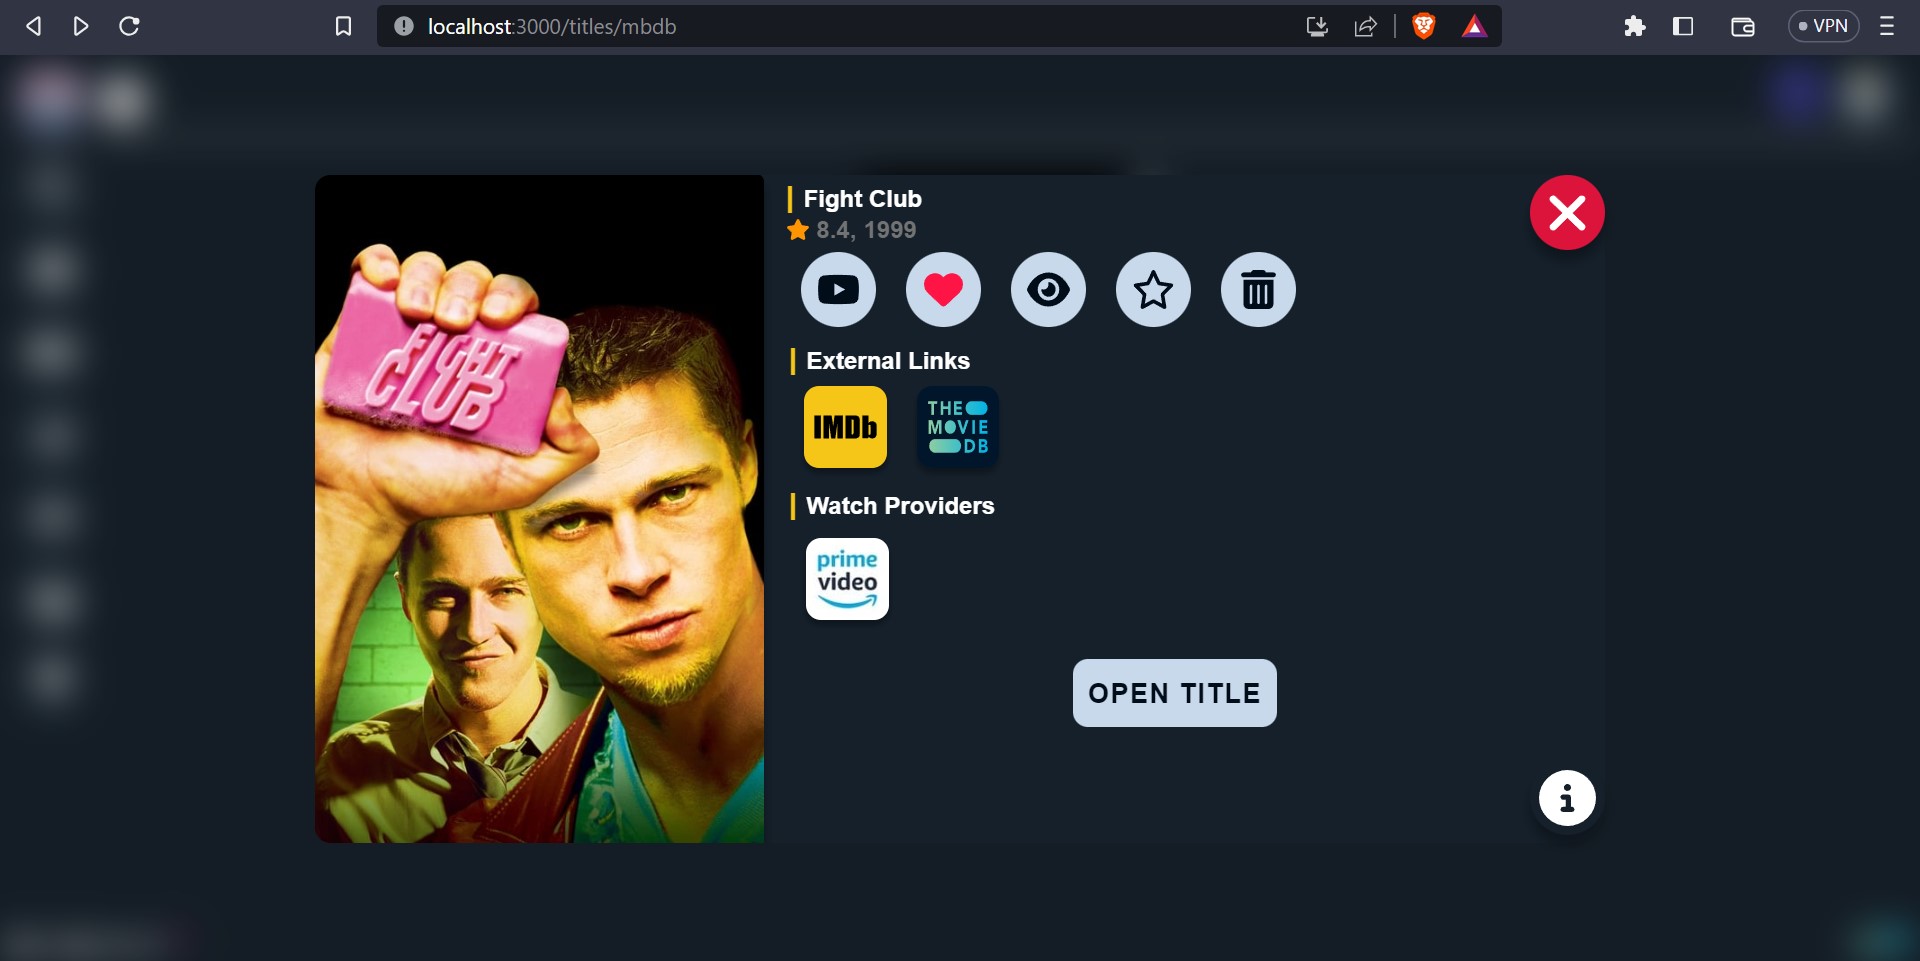 localhost:3000/titles/mbdb
VPN
Fight Club
8.4, 1999
FIGHT
CLUB
External Links
IMDb
THE
MOVIE
DB
Watch Providers
prime
video
OPEN TITLE